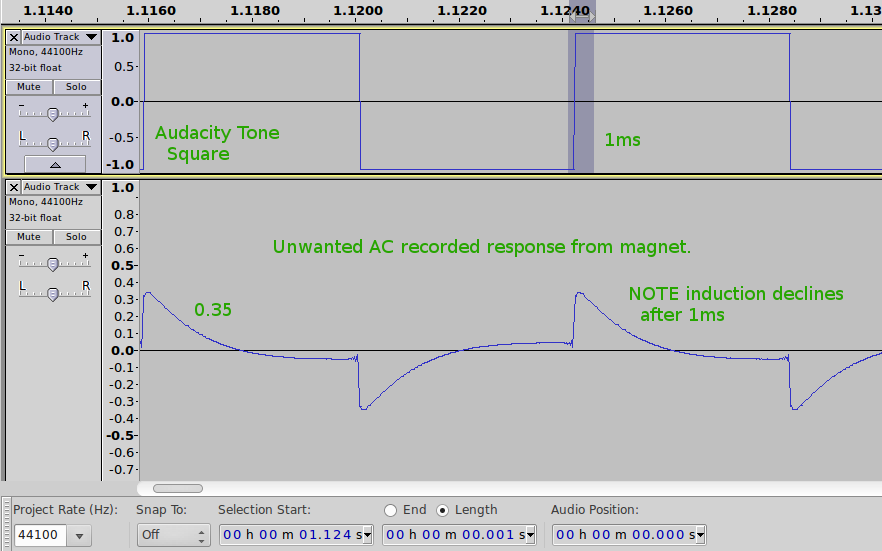 1.1140 1.1160 1.1180 1.1200 1.1220 1.1240 1.1260 1.1280 1.13
X Audio Track
Mono, 44100Hz
32-bit float
Mute Solo
- +
L R
1.0
0.5
0.0
-0.5
-1.0
Audacity Tone
Square
1ms
X Audio Track
Mono, 44100Hz
32-bit float
Mute Solo
- +
L R
1.0
0.8
0.7
0.6
0.5
0.4
0.3
0.2
0.1
0.0
-0.1
-0.2
-0.3
-0.4
-0.5
-0.6
-0.7
Unwanted AC recorded response from magnet.
0.35
NOTE induction declines
after 1ms
Project Rate (Hz): Snap To: Selection Start: End Length Audio Position:
44100 Off 00 h 00 m 01.124 s 00 h 00 m 00.001 s 00 h 00 m 00.000 s